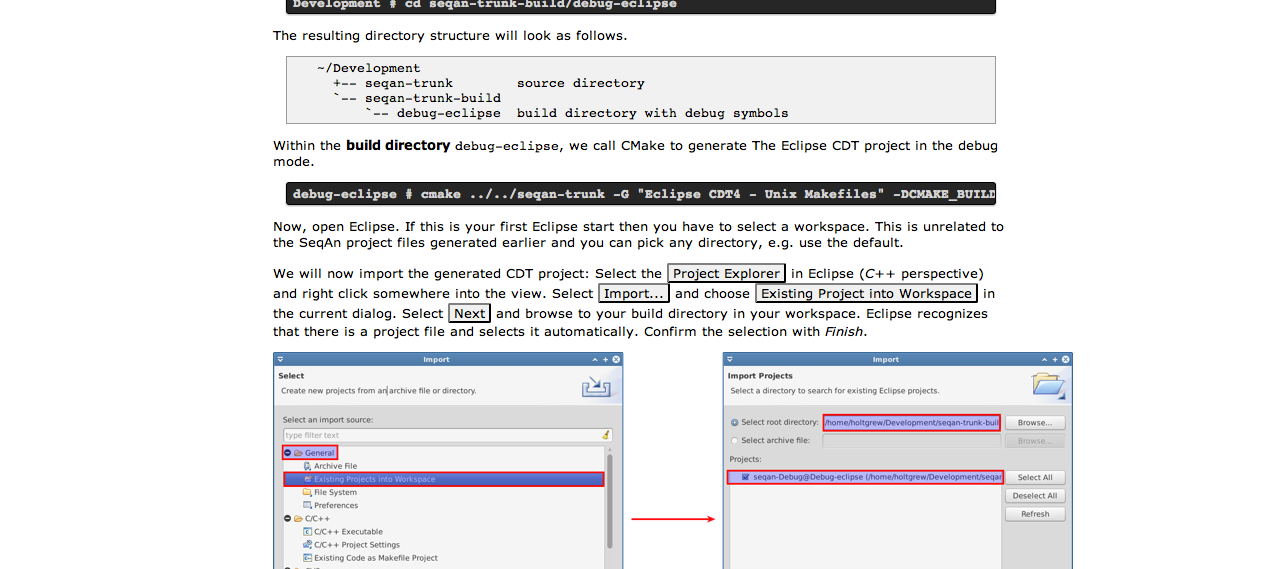 Development # cd seqan-trunk-build/debug-eclipse
The resulting directory structure will look as follows.
~/Development
+-- seqan-trunk        source directory
`-- seqan-trunk-build
`-- debug-eclipse  build directory with debug symbols
Within the build directory debug-eclipse, we call CMake to generate The Eclipse CDT project in the debug
mode.
debug-eclipse # cmake ../../seqan-trunk -G "Eclipse CDT4 - Unix Makefiles" -DCMAKE_BUILD
Now, open Eclipse. If this is your first Eclipse start then you have to select a workspace. This is unrelated to
the SeqAn project files generated earlier and you can pick any directory, e.g. use the default.
We will now import the generated CDT project: Select the Project Explorer in Eclipse (C++ perspective)
and right click somewhere into the view. Select Import... and choose Existing Project into Workspace in
the current dialog. Select Next and browse to your build directory in your workspace. Eclipse recognizes
that there is a project file and selects it automatically. Confirm the selection with Finish.
Import
Select
Create new projects from an archive file or directory.
Select an import source:
type filter text
General
Archive File
Existing Projects into Workspace
File System
Preferences
C/C++
C/C++ Executable
C/C++ Project Settings
Existing Code as Makefile Project
Import
Import Projects
Select a directory to search for existing Eclipse projects.
Select root directory: /home/holtgrew/Development/seqan-trunk-buil Browse...
Select archive file: Browse...
Projects:
seqan-Debug@Debug-eclipse (/home/holtgrew/Development/seqan Select All
Deselect All
Refresh